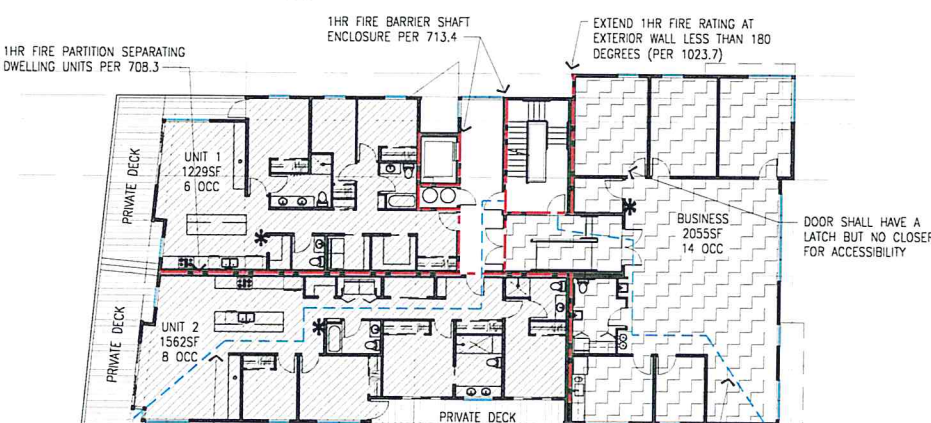 1HR FIRE BARRIER SHAFT
ENCLOSURE PER 713.4
EXTEND 1HR FIRE RATING AT
EXTERIOR WALL LESS THAN 180
DEGREES (PER 1023.7)
1HR FIRE PARTITION SEPARATING
DWELLING UNITS PER 708.3
PRIVATE DECK
UNIT 1
1229SF
6 OCC
BUSINESS
2055SF
14 OCC
DOOR SHALL HAVE A
LATCH BUT NO CLOSER
FOR ACCESSIBILITY
PRIVATE DECK
UNIT 2
1562SF
8 OCC
PRIVATE DECK